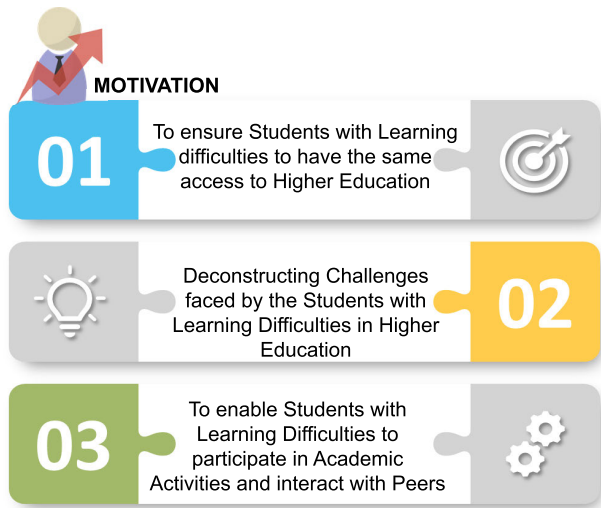 MOTIVATION
01
To ensure Students with Learning
difficulties to have the same
access to Higher Education
Deconstructing Challenges
faced by the Students with
Learning Difficulties in Higher
Education
02
03
To enable Students with
Learning Difficulties to
participate in Academic
Activities and interact with Peers